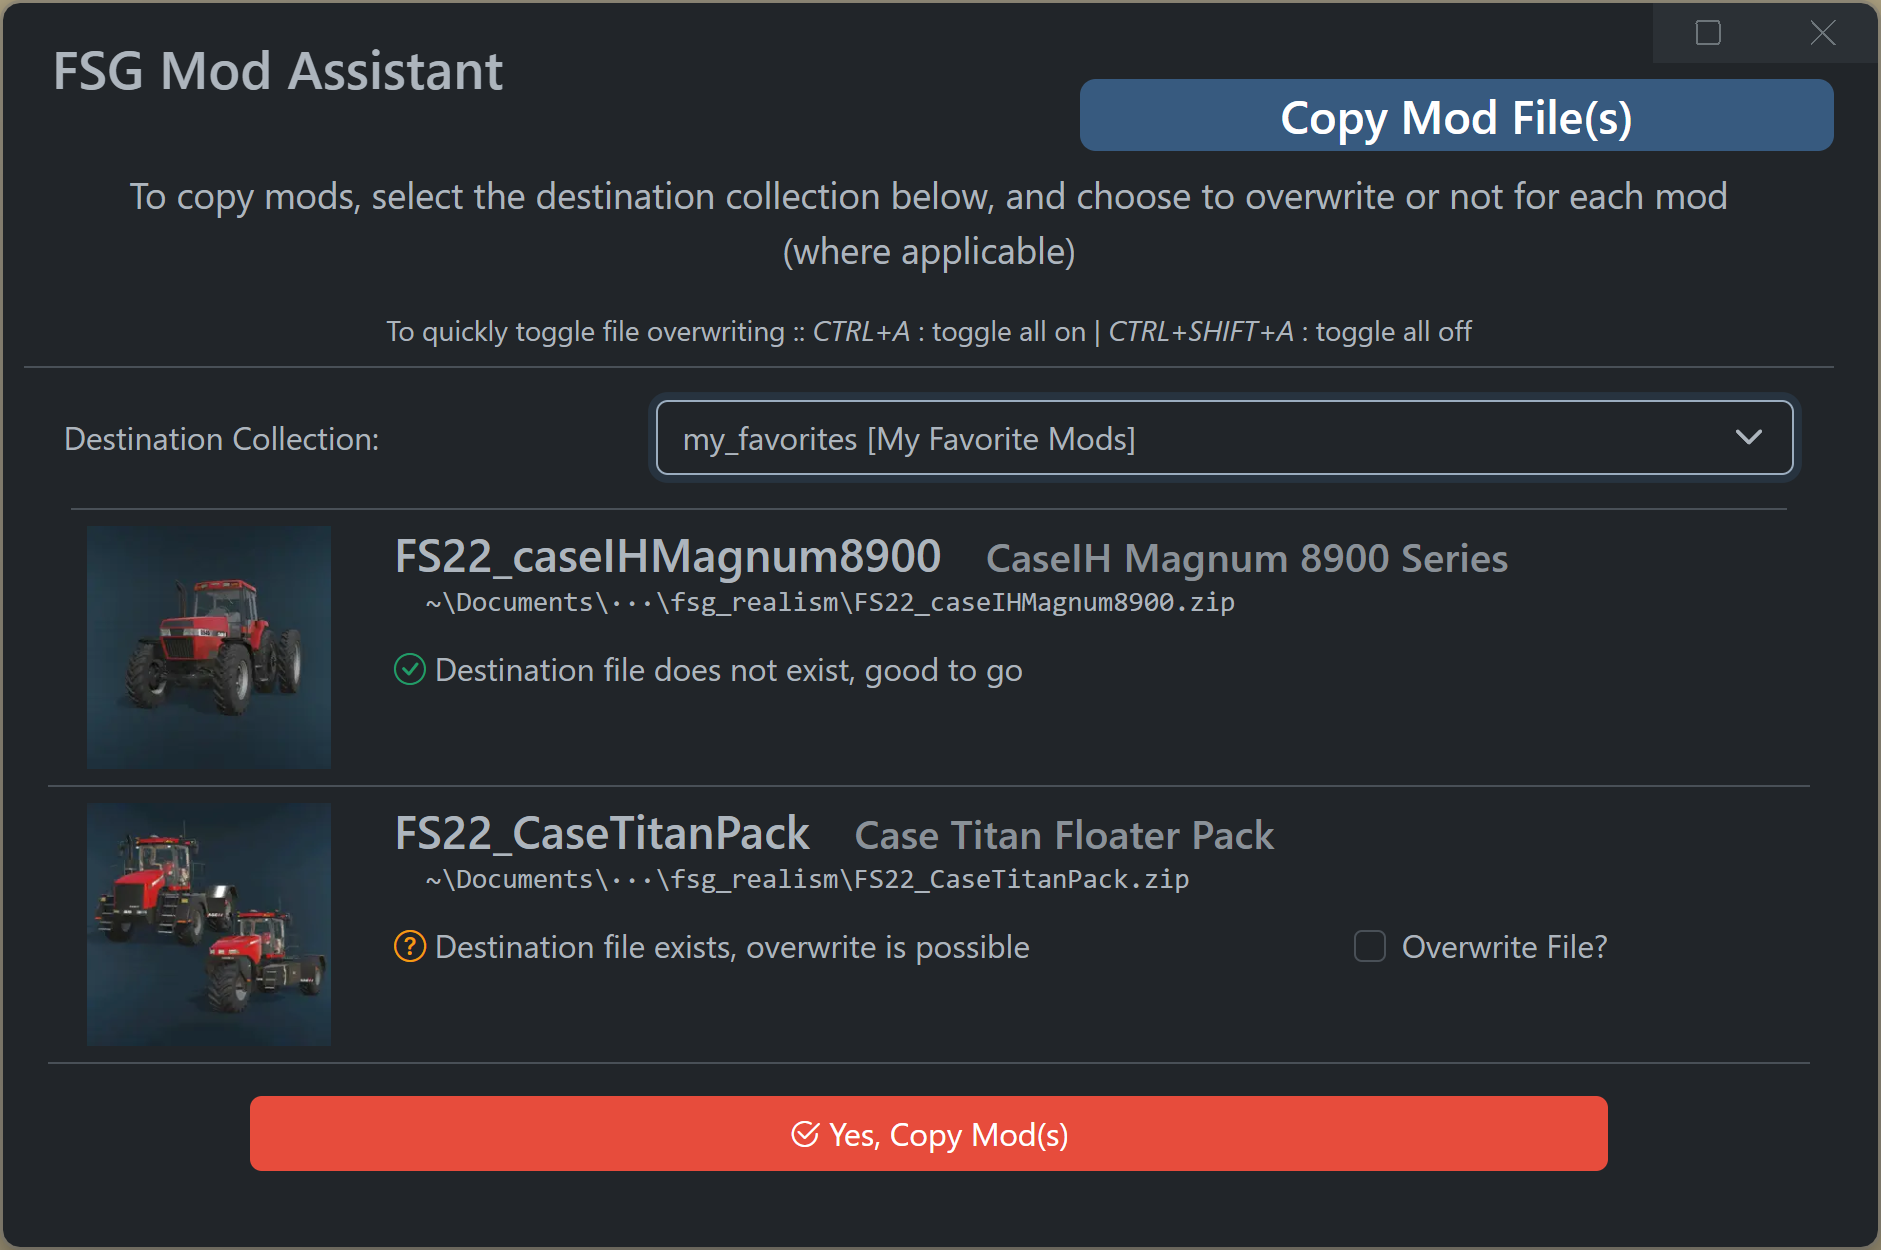 FSG Mod Assistant
Copy Mod File(s)
To copy mods, select the destination collection below, and choose to overwrite or not for each mod
(where applicable)
To quickly toggle file overwriting :: CTRL+A : toggle all on | CTRL+SHIFT+A : toggle all off
Destination Collection:
my_favorites [My Favorite Mods]
FS22_caseIHMagnum8900 CaseIH Magnum 8900 Series
~\Documents\···\fsg_realism\FS22_caseIHMagnum8900.zip
Destination file does not exist, good to go
FS22_CaseTitanPack Case Titan Floater Pack
~\Documents\···\fsg_realism\FS22_CaseTitanPack.zip
Destination file exists, overwrite is possible
Overwrite File?
Yes, Copy Mod(s)